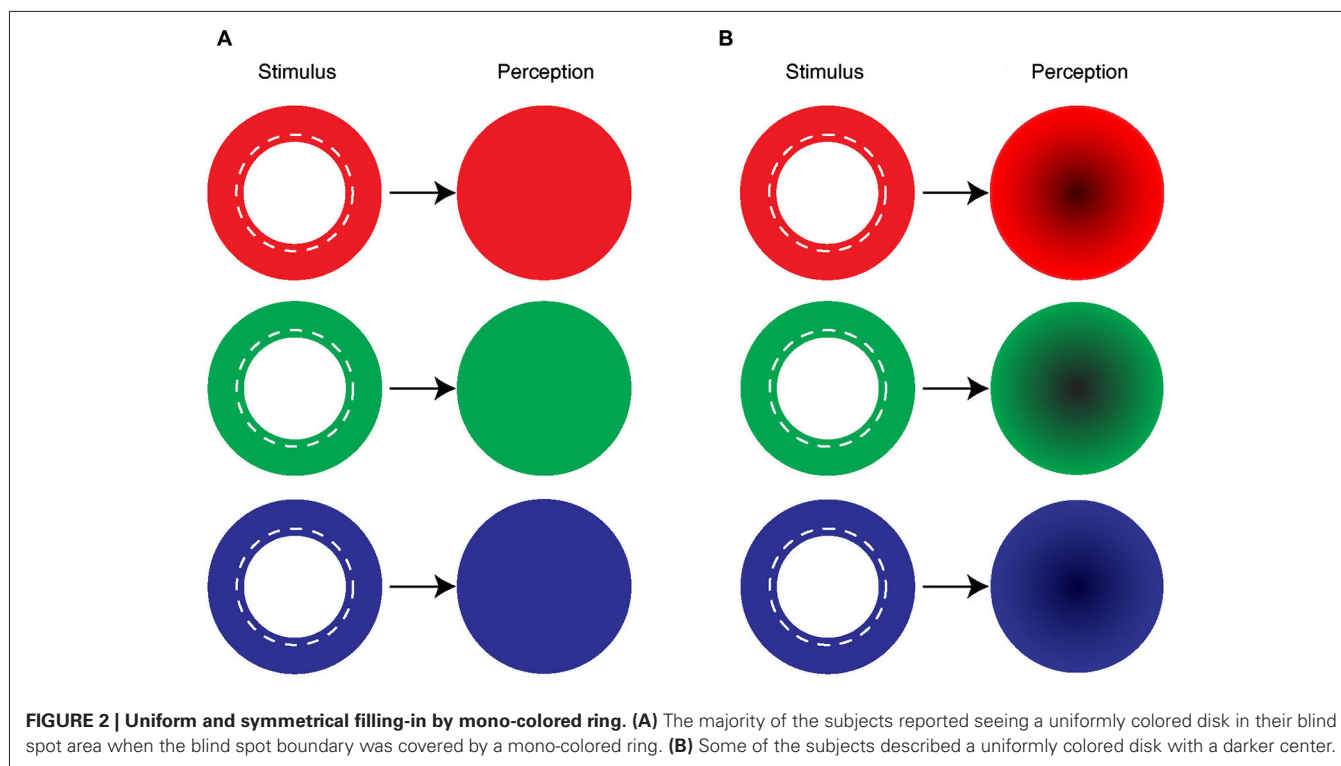 A
B
Stimulus
Perception
Stimulus
Perception
FIGURE 2 | Uniform and symmetrical filling-in by mono-colored ring. (A) The majority of the subjects reported seeing a uniformly colored disk in their blind
spot area when the blind spot boundary was covered by a mono-colored ring. (B) Some of the subjects described a uniformly colored disk with a darker center.